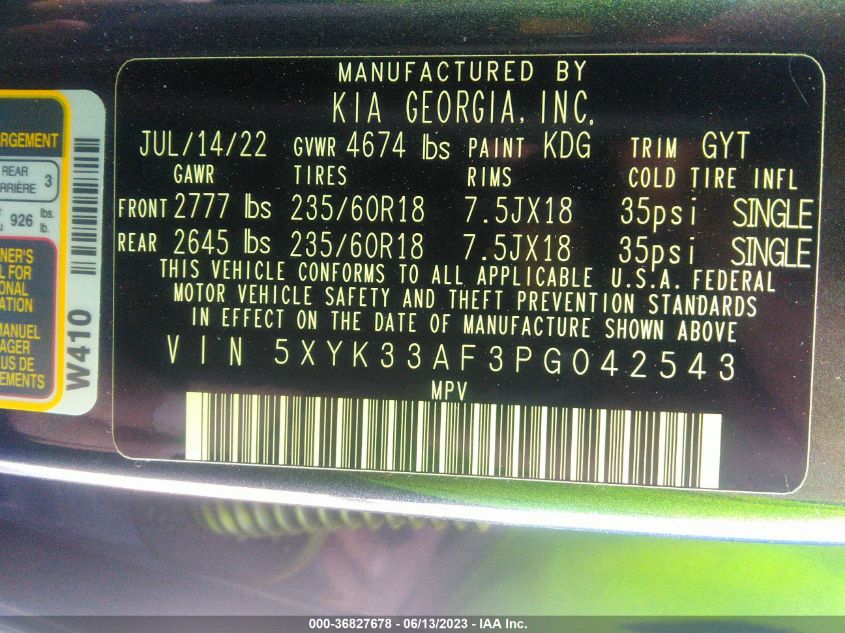 MANUFACTURED BY
KIA GEORGIA, INC.
JUL/14/22 GVWR 4674 lbs PAINT KDG TRIM GYT
GAWR TIRES RIMS COLD TIRE INFL
FRONT 2777 lbs 235/60R18 7.5JX18 35psi SINGLE
REAR 2645 lbs 235/60R18 7.5JX18 35psi SINGLE
THIS VEHICLE CONFORMS TO ALL APPLICABLE U.S.A. FEDERAL
MOTOR VEHICLE SAFETY AND THEFT PREVENTION STANDARDS
IN EFFECT ON THE DATE OF MANUFACTURE SHOWN ABOVE
VIN 5XYK33AF3PG042543
MPV
RGEMENT
REAR 3
RRIÈRE
926 lbs.
lb.
NER'S
L FOR
ONAL
ATION
MANUEL
AGER
LUS DE
EMENTS
W410
000-36827678 - 06/13/2023 - IAA Inc.